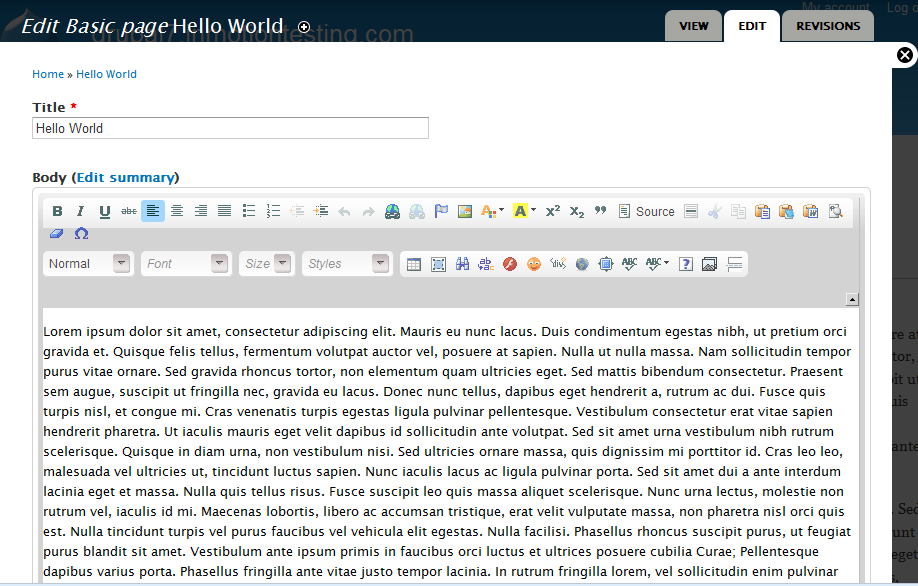 My account Log o
Edit Basic page Hello World
drupal7.inmotiontesting.com
VIEW
EDIT
REVISIONS
Home » Hello World
Title *
Hello World
Body (Edit summary)
B I U abc x² x₂ Source
Normal Font Size Styles
Lorem ipsum dolor sit amet, consectetur adipiscing elit. Mauris eu nunc lacus. Duis condimentum egestas nibh, ut pretium orci
gravida et. Quisque felis tellus, fermentum volutpat auctor vel, posuere at sapien. Nulla ut nulla massa. Nam sollicitudin tempor
purus vitae ornare. Sed gravida rhoncus tortor, non elementum quam ultricies eget. Sed mattis bibendum consectetur. Praesent
sem augue, suscipit ut fringilla nec, gravida eu lacus. Donec nunc tellus, dapibus eget hendrerit a, rutrum ac dui. Fusce quis
turpis nisl, et congue mi. Cras venenatis turpis egestas ligula pulvinar pellentesque. Vestibulum consectetur erat vitae sapien
hendrerit pharetra. Ut iaculis mauris eget velit dapibus id sollicitudin ante volutpat. Sed sit amet urna vestibulum nibh rutrum
scelerisque. Quisque in diam urna, non vestibulum nisi. Sed ultricies ornare massa, quis dignissim mi porttitor id. Cras leo leo,
malesuada vel ultricies ut, tincidunt luctus sapien. Nunc iaculis lacus ac ligula pulvinar porta. Sed sit amet dui a ante interdum
lacinia eget et massa. Nulla quis tellus risus. Fusce suscipit leo quis massa aliquet scelerisque. Nunc urna lectus, molestie non
rutrum vel, iaculis id mi. Maecenas lobortis, libero ac accumsan tristique, erat velit vulputate massa, non pharetra nisl orci quis
est. Nulla tincidunt turpis vel purus faucibus vel vehicula elit egestas. Nulla facilisi. Phasellus rhoncus suscipit purus, ut feugiat
purus blandit sit amet. Vestibulum ante ipsum primis in faucibus orci luctus et ultrices posuere cubilia Curae; Pellentesque
dapibus varius porta. Phasellus fringilla ante vitae justo tempor lacinia. In rutrum fringilla lorem, vel sollicitudin enim pulvinar